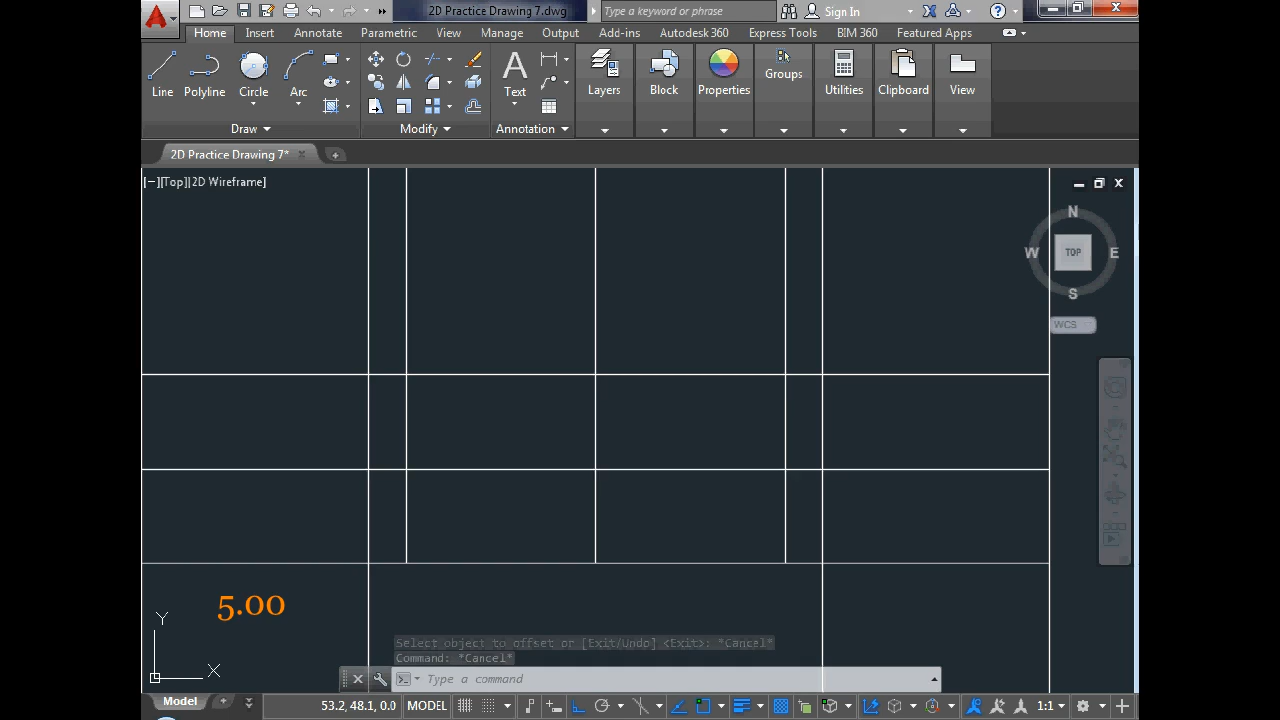 2D Practice Drawing 7.dwg
Type a keyword or phrase
Sign In
Home Insert Annotate Parametric View Manage Output Add-ins Autodesk 360 Express Tools BIM 360 Featured Apps
Line Polyline Circle Arc Text Layers Block Properties Groups Utilities Clipboard View
Draw Modify Annotation
2D Practice Drawing 7*
[−][Top][2D Wireframe]
N
W TOP E
S
WCS
5.00
Y
X
Select object to offset or [Exit/Undo] <Exit>: *Cancel*
Command: *Cancel*
Type a command
Model 53.2, 48.1, 0.0 MODEL 1:1